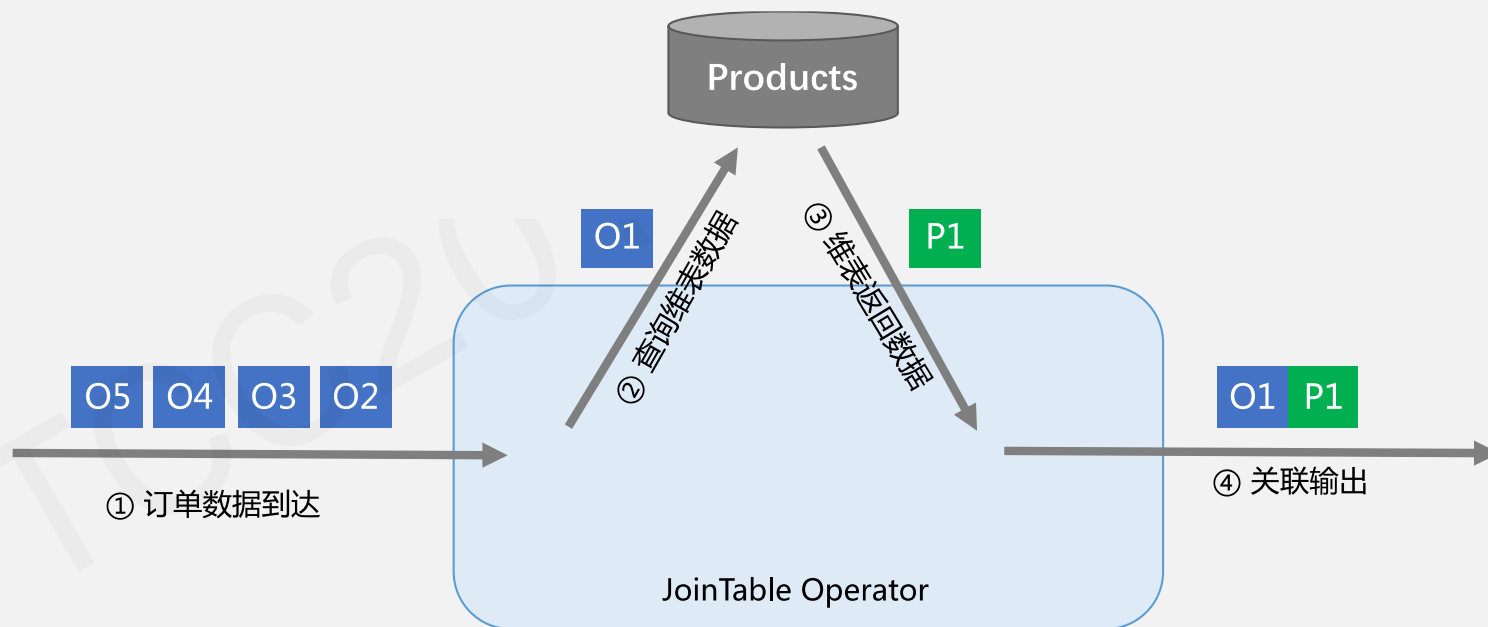 Products
O1
P1
② 查询维表数据
③ 维表返回数据
O5 O4 O3 O2
O1 P1
① 订单数据到达
④ 关联输出
JoinTable Operator